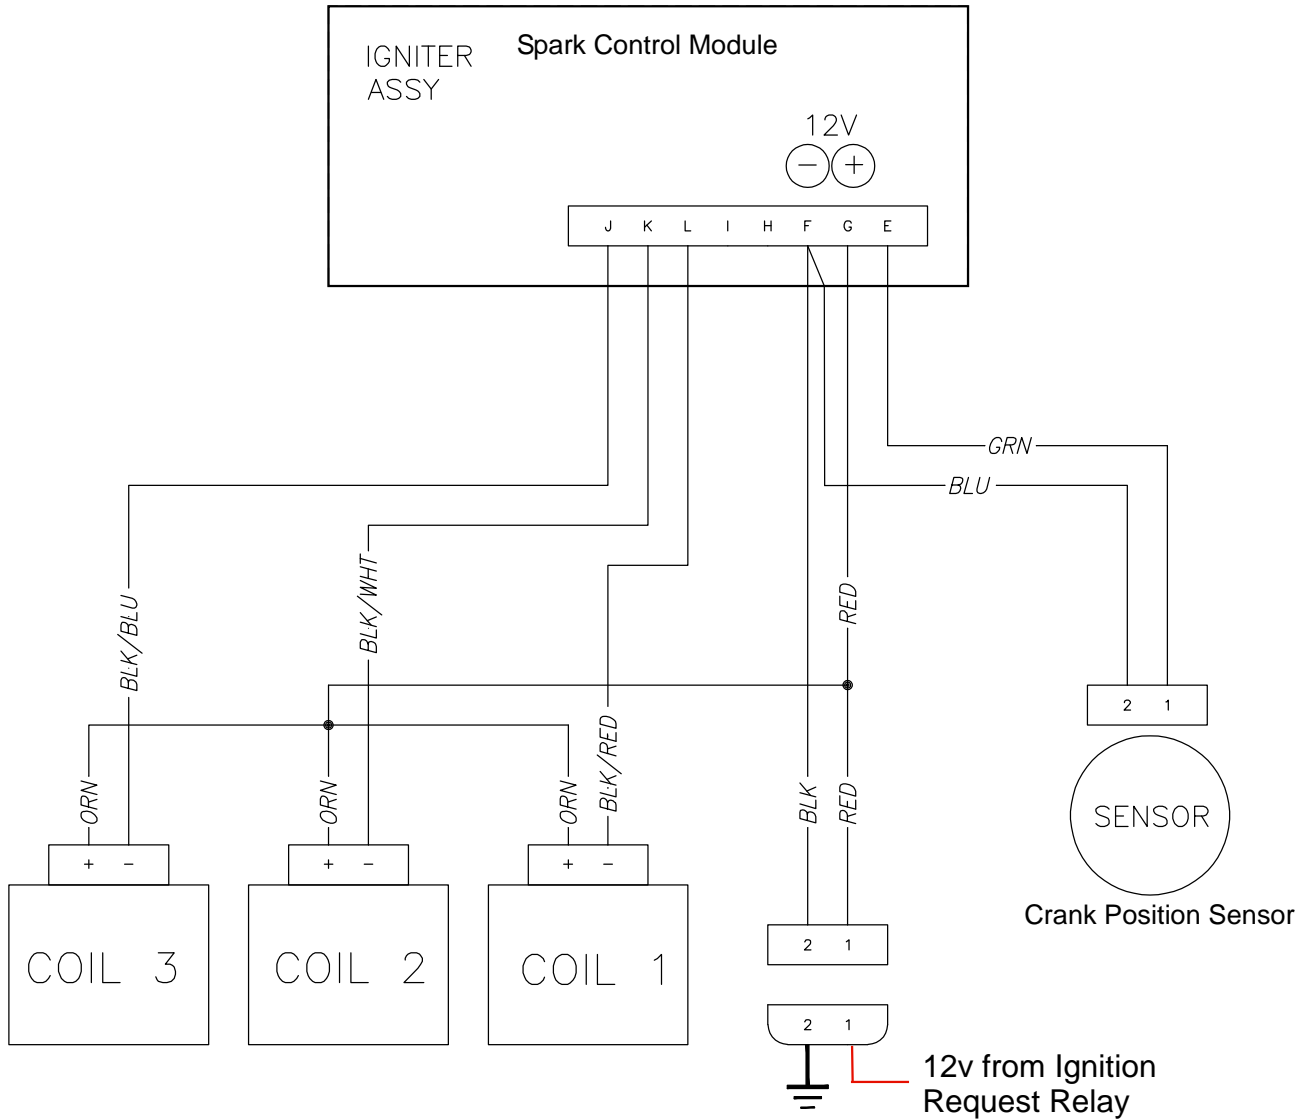 IGNITER
ASSY
Spark Control Module
12V
− +
J K L I H F G E
GRN
BLU
BLK/BLU
BLK/WHT
RED
BLK/RED
ORN
ORN
ORN
BLK
RED
2 1
SENSOR
Crank Position Sensor
+ −
+ −
+ −
COIL 3
COIL 2
COIL 1
2 1
2 1
12v from Ignition
Request Relay